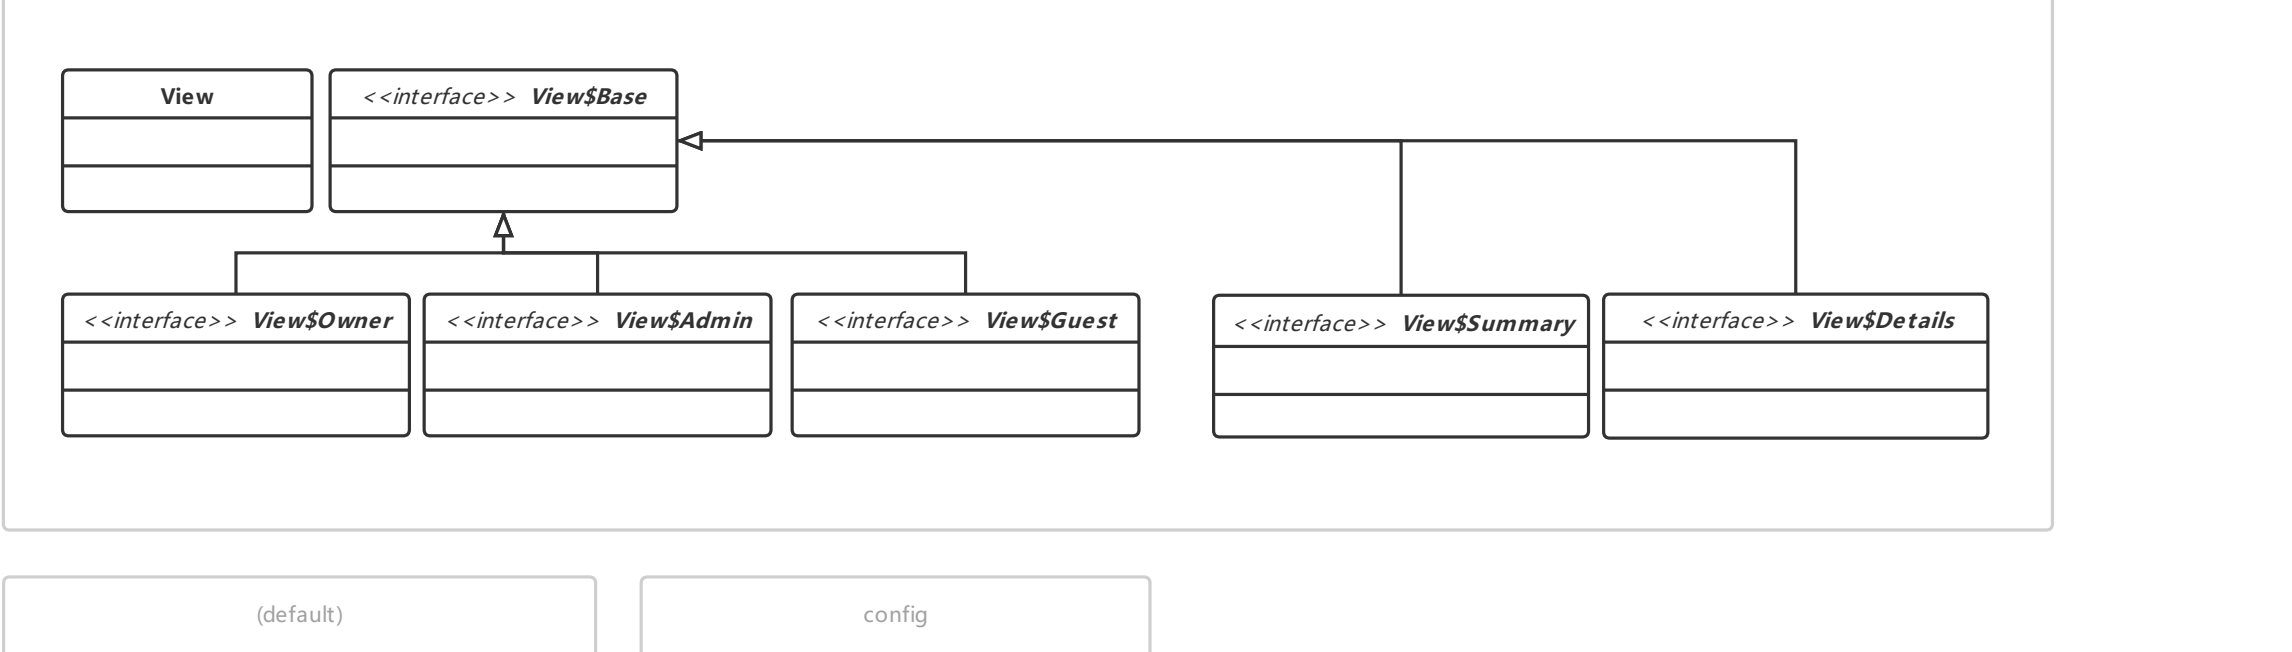 View
<<interface>> View$Base
<<interface>> View$Owner
<<interface>> View$Admin
<<interface>> View$Guest
<<interface>> View$Summary
<<interface>> View$Details
(default)
config